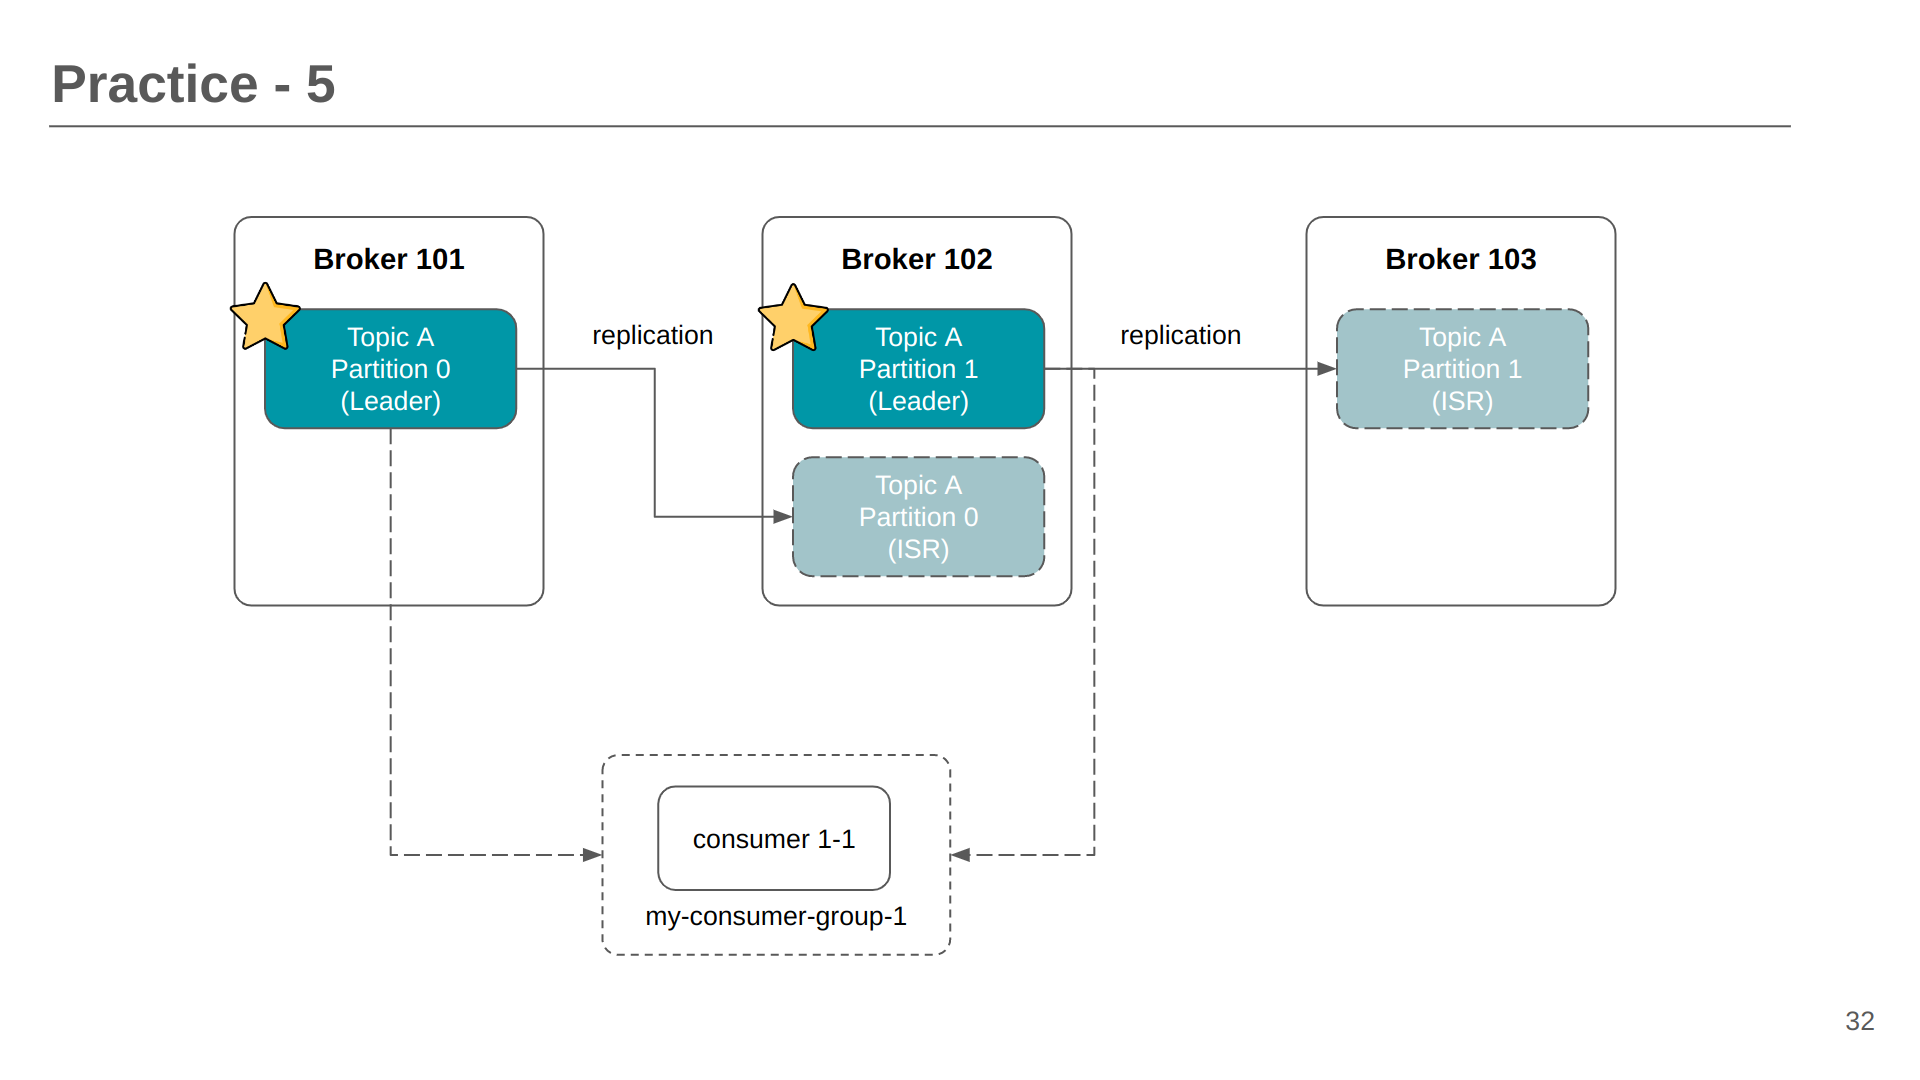 Practice - 5
Broker 101
Topic A
Partition 0
(Leader)
replication
Broker 102
Topic A
Partition 1
(Leader)
Topic A
Partition 0
(ISR)
replication
Broker 103
Topic A
Partition 1
(ISR)
consumer 1-1
my-consumer-group-1
32